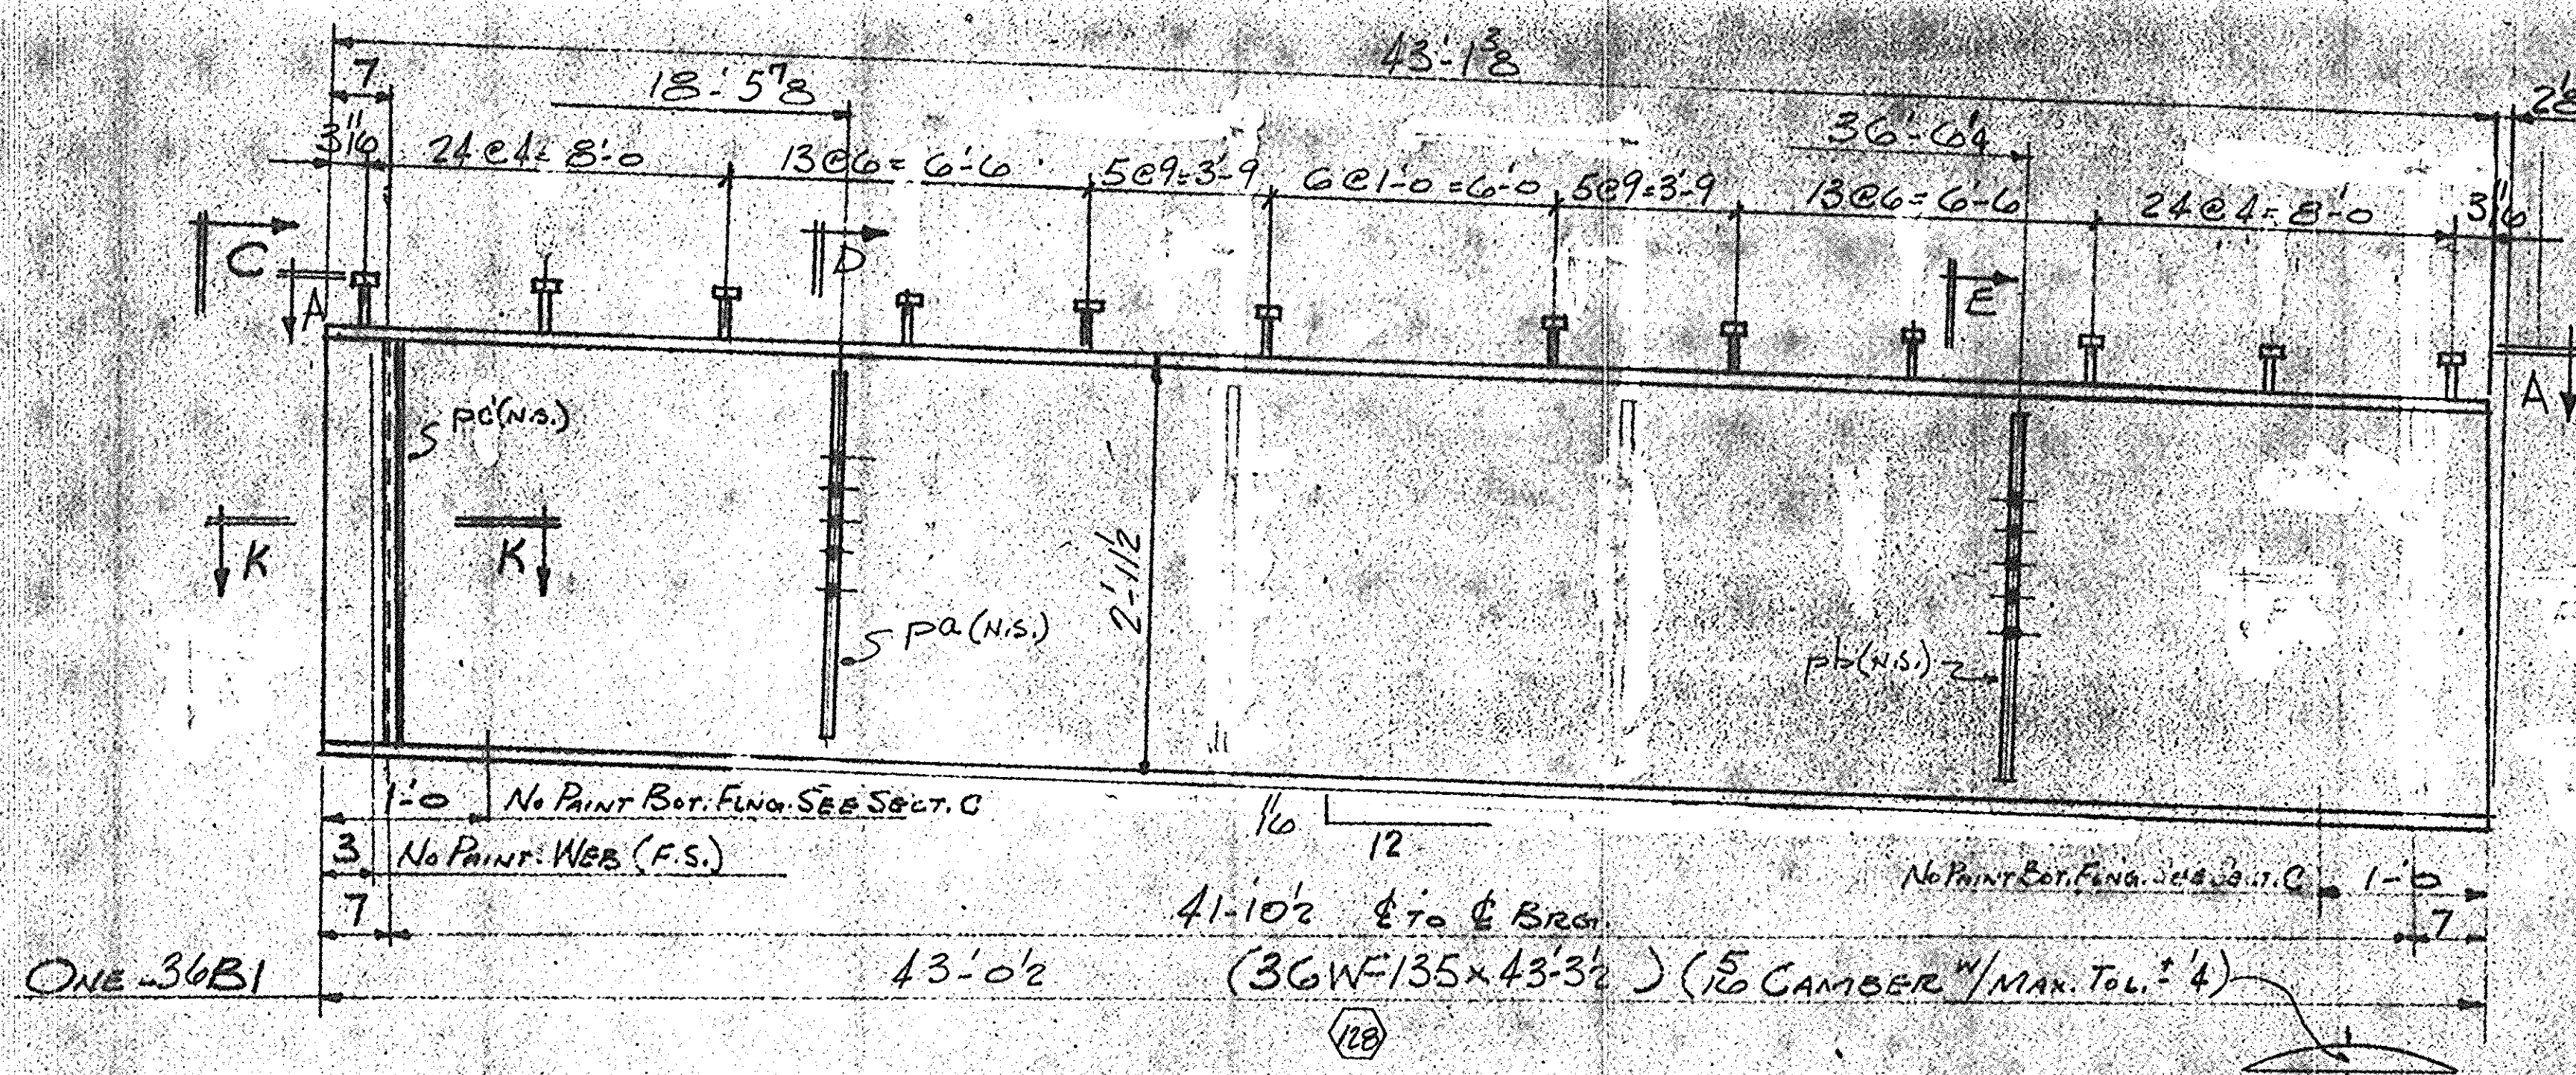 43'-1 3/8
7
18'-5 7/8
2 1/8
36'-6 1/4
3 1/16
24@4=8'-0
13@6=6'-6
5@9=3'-9
6@1'-0=6'-0
5@9=3'-9
13@6=6'-6
24@4=8'-0
3 1/16
C
A
D
E
A
pc'(N.S.)
K
K
2'-11 1/2
pa(N.S.)
pb(N.S.)
1'-0 No Paint Bot. Flng. See Sect. C
1/16
12
3 No Paint. Web (F.S.)
No Paint Bot. Flng. See Sect. C 1'-0
7
41'-10 1/2 ℄ to ℄ Brg.
7
One -36B1
43'-0 1/2
(36WF135x43'-3 1/2) (5/16 Camber w/Max. Tol. ± 1/4)
128